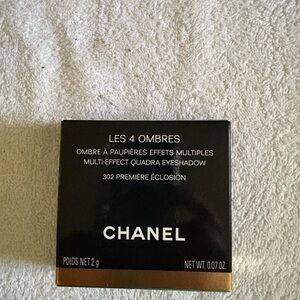 LES 4 OMBRES
OMBRE À PAUPIÈRES EFFETS MULTIPLES
MULTI-EFFECT QUADRA EYESHADOW
302 PREMIÈRE ÉCLOSION
CHANEL
POIDS NET 2 g NET WT. 0.07 OZ.